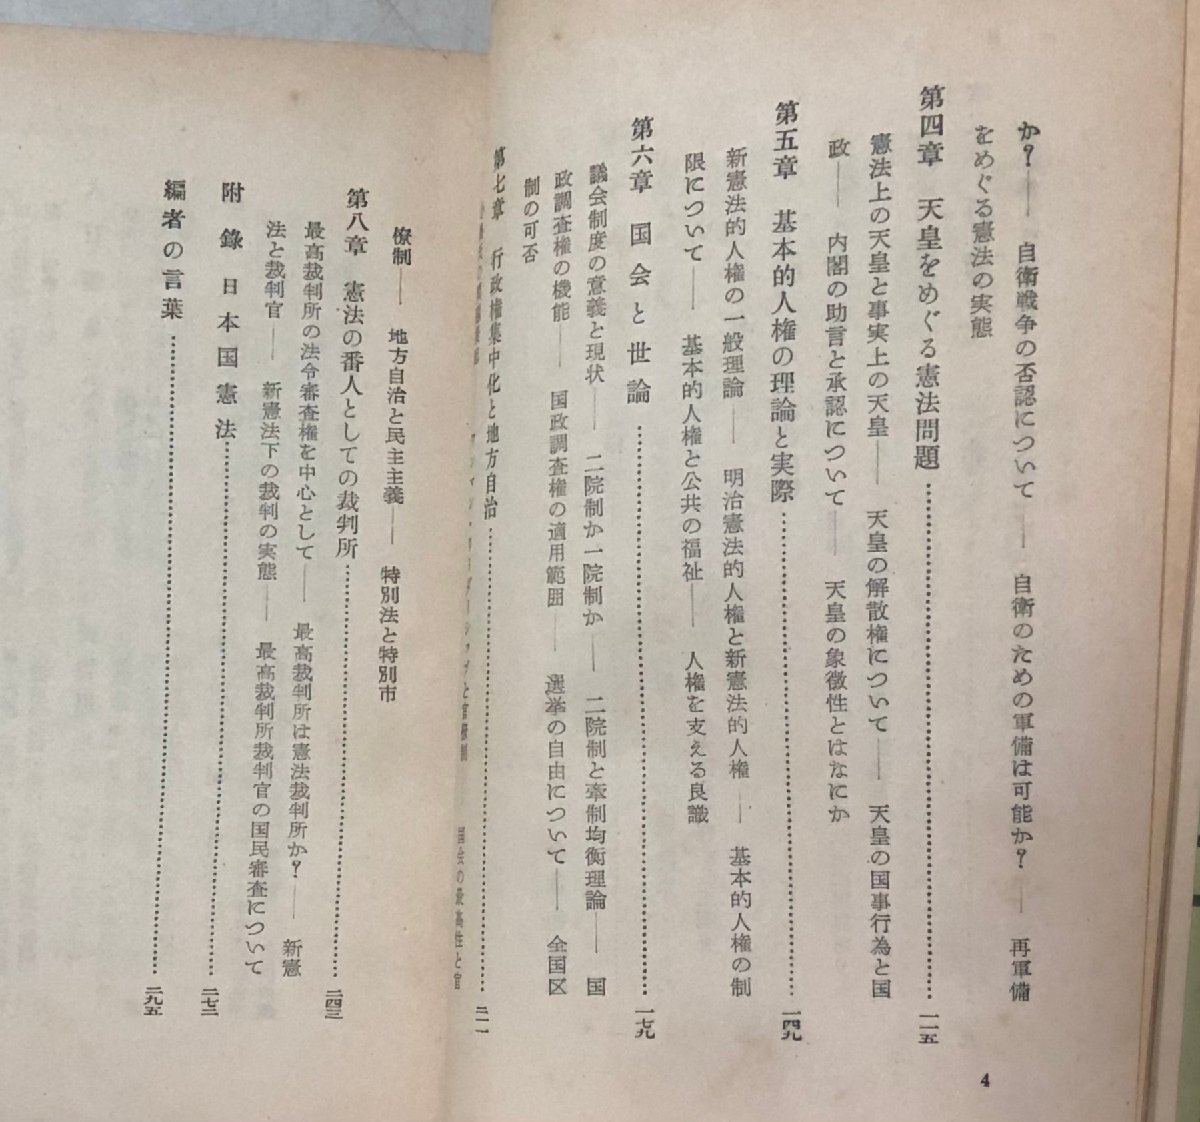 か?―― 自衛戦争の否認について―― 自衛のための軍備は可能か?―― 再軍備
をめぐる憲法の実態
第四章 天皇をめぐる憲法問題……………………一一五
憲法上の天皇と事実上の天皇―― 天皇の解散権について―― 天皇の国事行為と国
政―― 内閣の助言と承認について―― 天皇の象徴性とはなにか
第五章 基本的人権の理論と実際……………………一四九
新憲法的人権の一般理論―― 明治憲法的人権と新憲法的人権―― 基本的人権の制
限について―― 基本的人権と公共の福祉―― 人権を支える良識
第六章 国会と世論……………………一七九
議会制度の意義と現状―― 二院制か一院制か―― 二院制と牽制均衡理論―― 国
政調査権の機能―― 国政調査権の適用範囲―― 選挙の自由について―― 全国区
制の可否
第七章 行政権集中化と地方自治……………………二一一
と官僚制―― 国会の最高性と官
僚制―― 地方自治と民主主義―― 特別法と特別市
第八章 憲法の番人としての裁判所……………………二四三
最高裁判所の法令審査権を中心として―― 最高裁判所は憲法裁判所か?―― 新憲
法と裁判官―― 新憲法下の裁判の実態―― 最高裁判所裁判官の国民審査について
附録 日本国憲法……………………二七三
編者の言葉……………………二九五
4